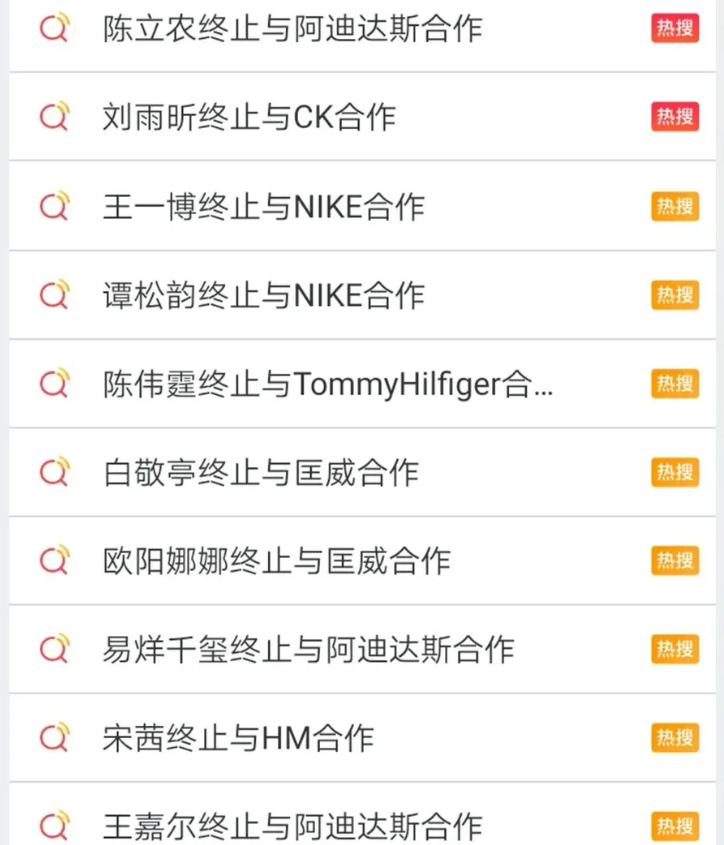 陈立农终止与阿迪达斯合作 热搜
刘雨昕终止与CK合作 热搜
王一博终止与NIKE合作 热搜
谭松韵终止与NIKE合作 热搜
陈伟霆终止与TommyHilfiger合... 热搜
白敬亭终止与匡威合作 热搜
欧阳娜娜终止与匡威合作 热搜
易烊千玺终止与阿迪达斯合作 热搜
宋茜终止与HM合作 热搜
王嘉尔终止与阿迪达斯合作 热搜